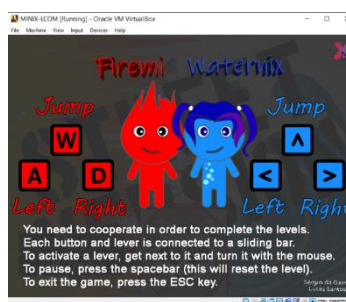 MINIX-LCOM [Running] - Oracle VM VirtualBox
File Machine View Input Devices Help
Firemi Waternix
Jump Jump
W ʌ
A D < >
Left Right Left Right
You need to cooperate in order to complete the levels.
Each button and lever is connected to a sliding bar.
To activate a lever, get next to it and turn it with the mouse.
To pause, press the spacebar (this will reset the level).
To exit the game, press the ESC key.